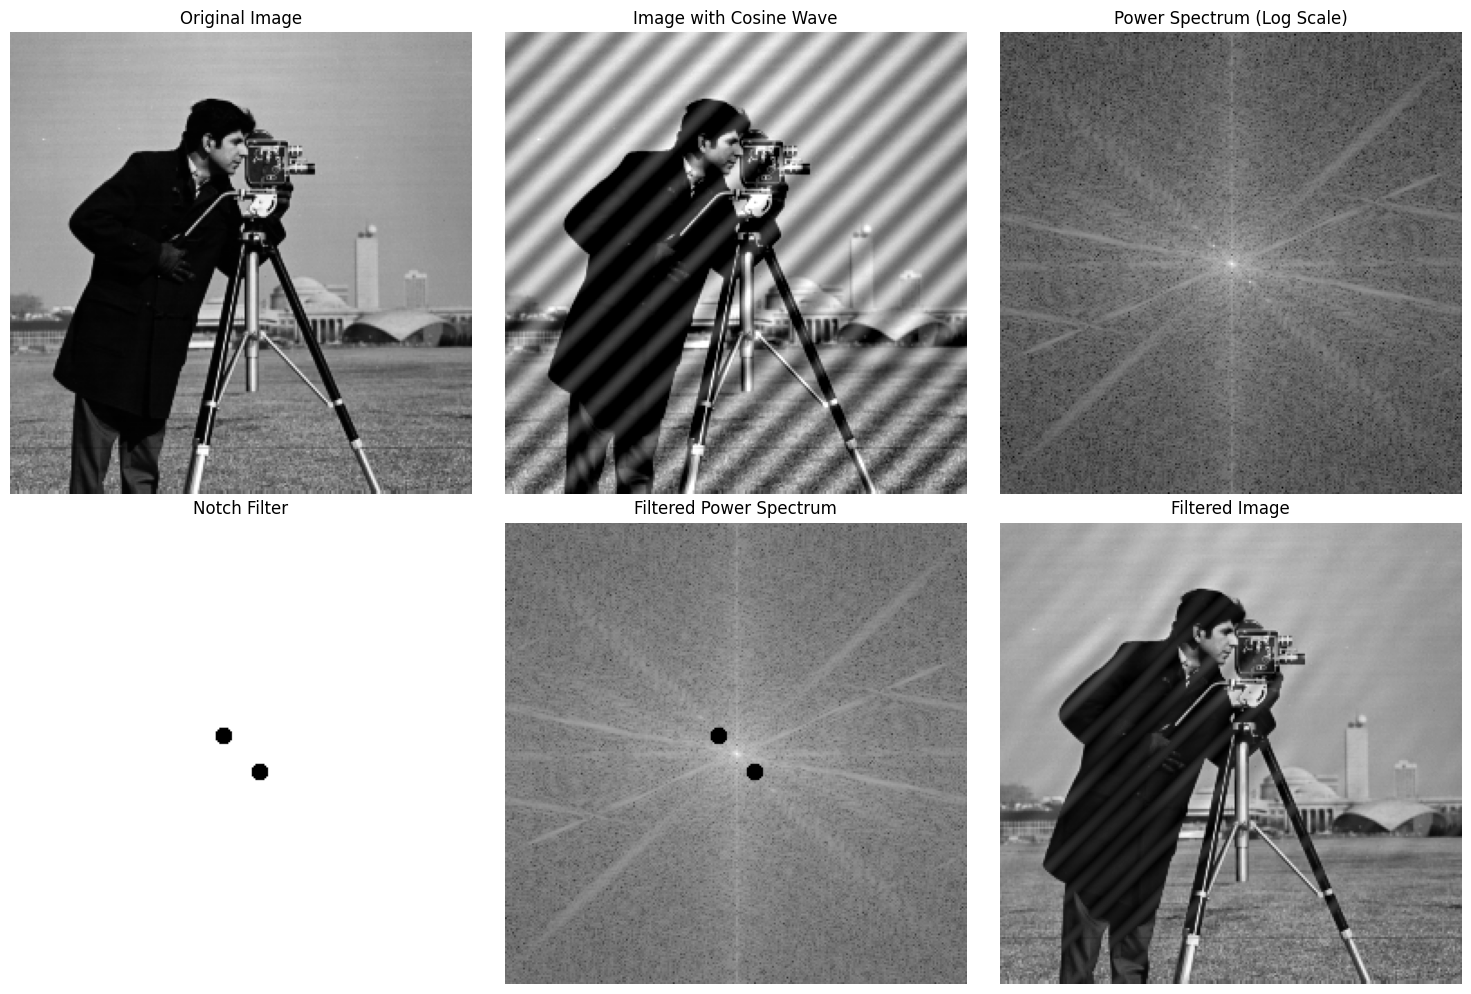 Original Image
Image with Cosine Wave
Power Spectrum (Log Scale)
Notch Filter
Filtered Power Spectrum
Filtered Image